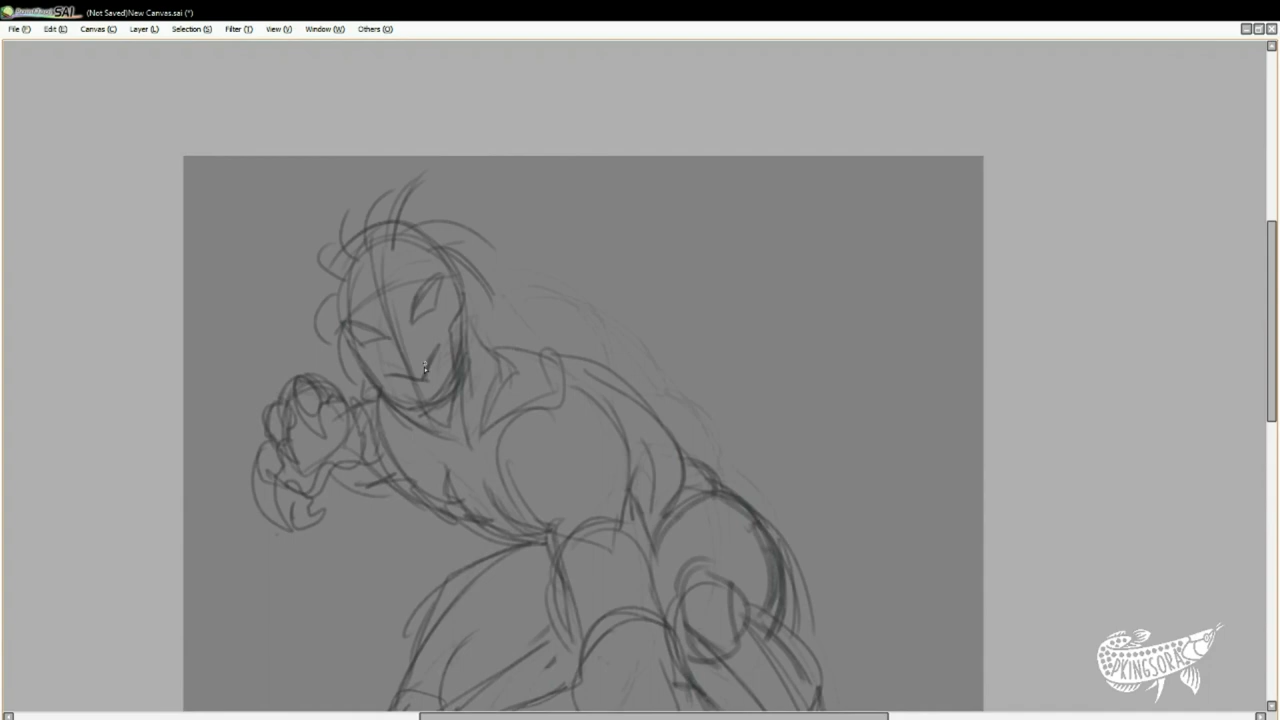 PaintTool SAI (Not Saved)New Canvas.sai (*)
File (F) Edit (E) Canvas (C) Layer (L) Selection (S) Filter (T) View (V) Window (W) Others (O)
PKINGSORA